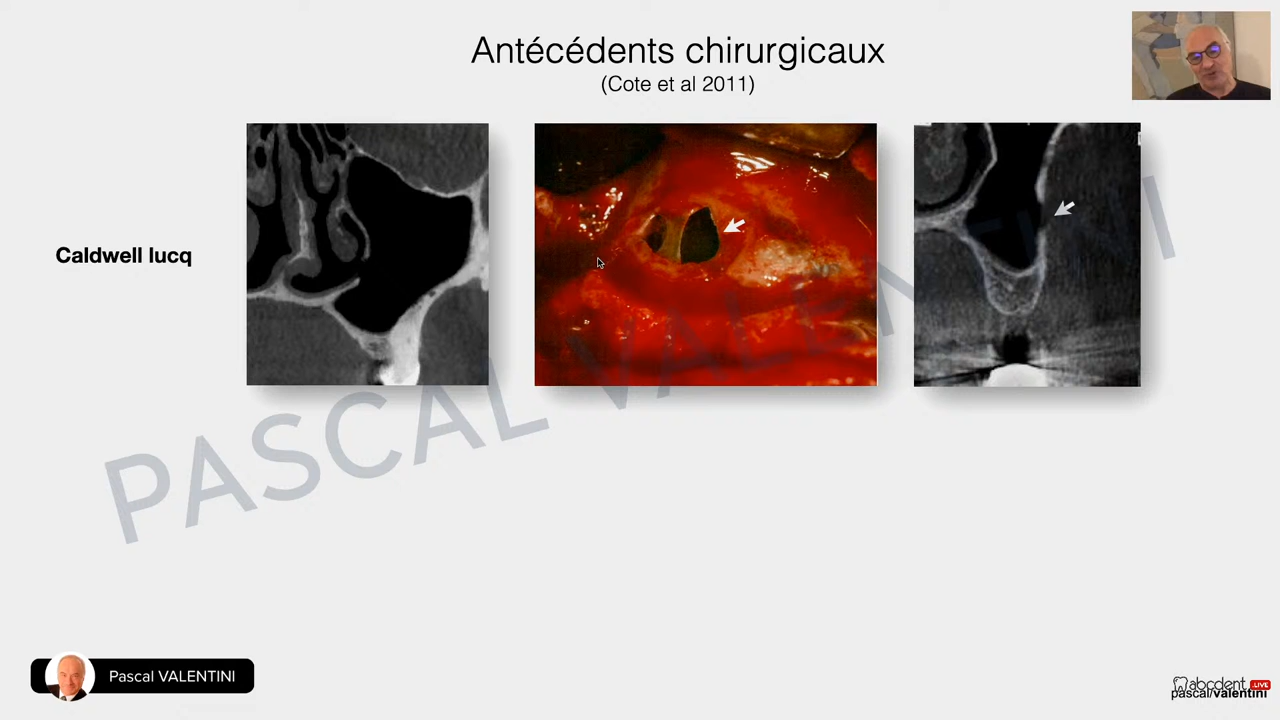 Antécédents chirurgicaux
(Cote et al 2011)
Caldwell lucq
PASCAL VALENTINI
Pascal VALENTINI
abcdent LIVE
pascal/valentini